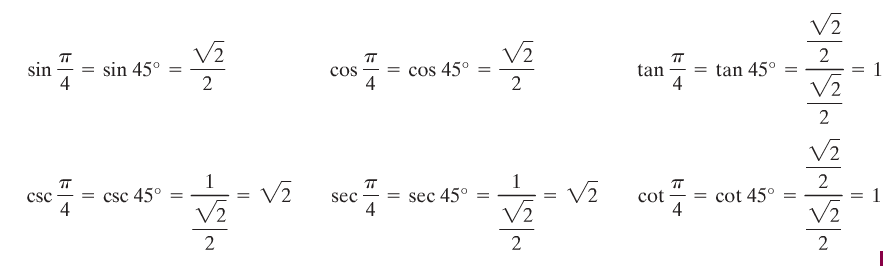 sin π/4 = sin 45° = √2/2    cos π/4 = cos 45° = √2/2    tan π/4 = tan 45° = (√2/2)/(√2/2) = 1
csc π/4 = csc 45° = 1/(√2/2) = √2    sec π/4 = sec 45° = 1/(√2/2) = √2    cot π/4 = cot 45° = (√2/2)/(√2/2) = 1